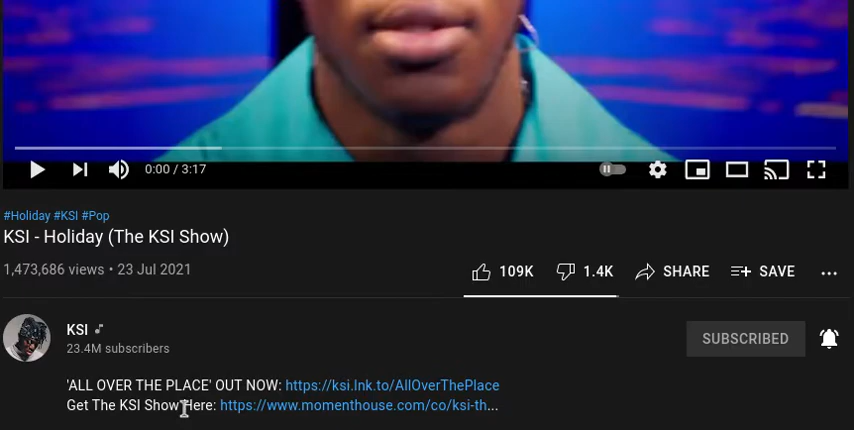 0:00 / 3:17
#Holiday #KSI #Pop
KSI - Holiday (The KSI Show)
1,473,686 views • 23 Jul 2021
109K 1.4K SHARE SAVE
KSI
23.4M subscribers
SUBSCRIBED
'ALL OVER THE PLACE' OUT NOW: https://ksi.lnk.to/AllOverThePlace
Get The KSI Show Here: https://www.momenthouse.com/co/ksi-th...